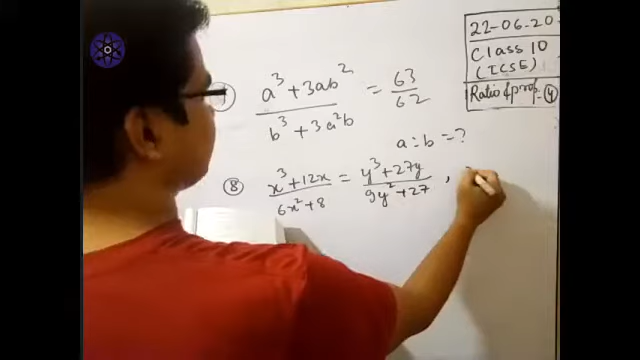 22-06-20
Class 10
(ICSE)
Ratio & prop. 4
a³ + 3ab² / b³ + 3a²b = 63/62
a : b = ?
8 x³ + 12x / 6x² + 8 = y³ + 27y / 9y² + 27 ,